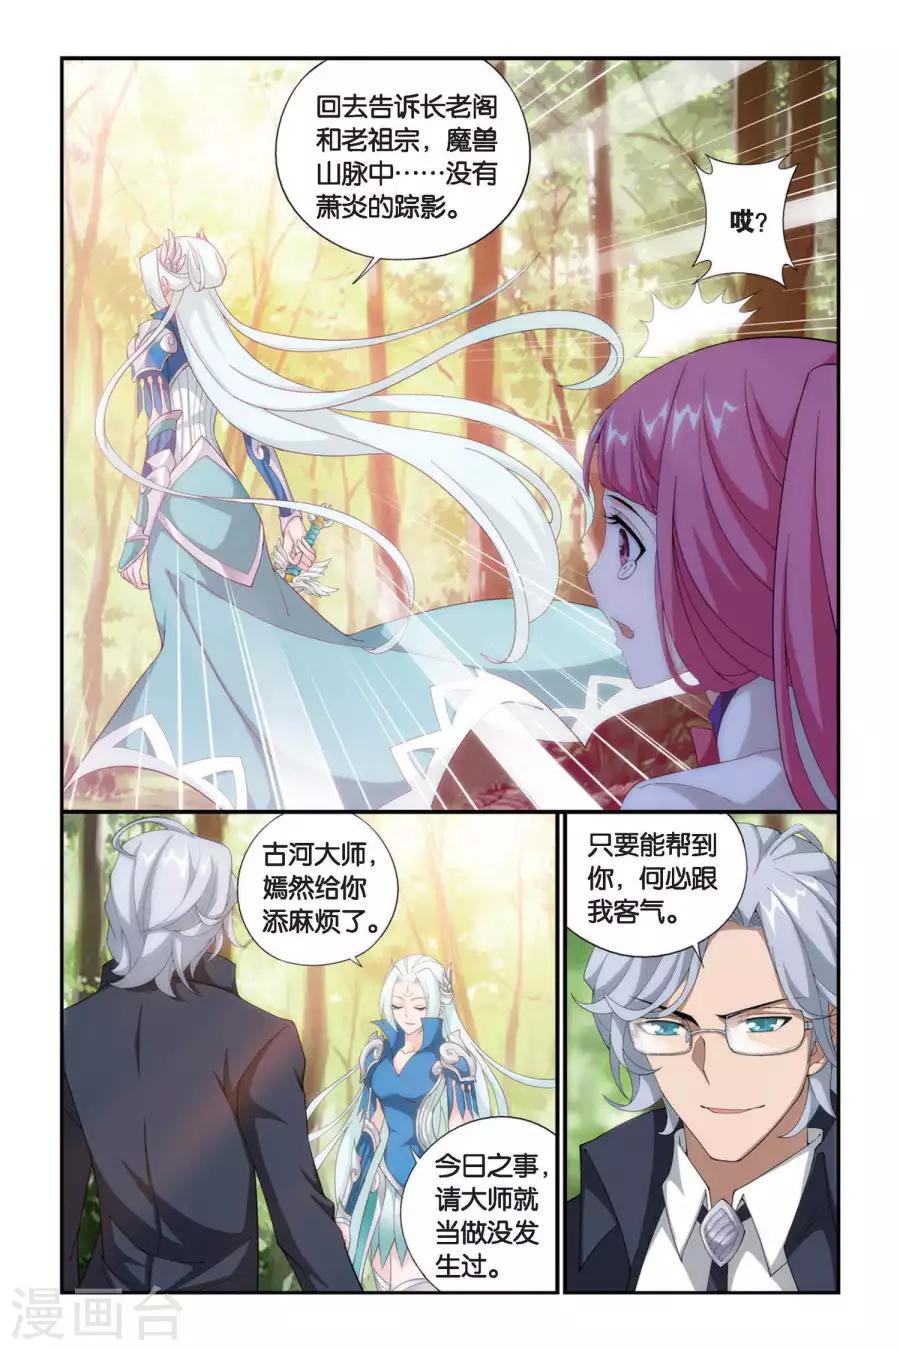 回去告诉长老阁
和老祖宗，魔兽
山脉中……没有
萧炎的踪影。
哎？
古河大师，
嫣然给你
添麻烦了。
今日之事，
请大师就
当做没发
生过。
只要能帮到
你，何必跟
我客气。
漫画台